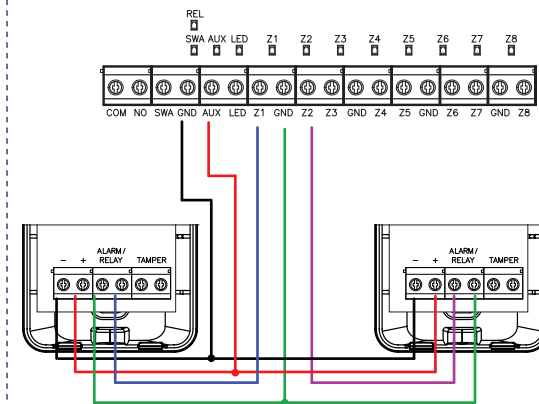 REL
SWA AUX LED Z1 Z2 Z3 Z4 Z5 Z6 Z7 Z8
COM NO SWA GND AUX LED Z1 GND Z2 Z3 GND Z4 Z5 GND Z6 Z7 GND Z8
ALARM/
− + RELAY TAMPER
ALARM/
− + RELAY TAMPER